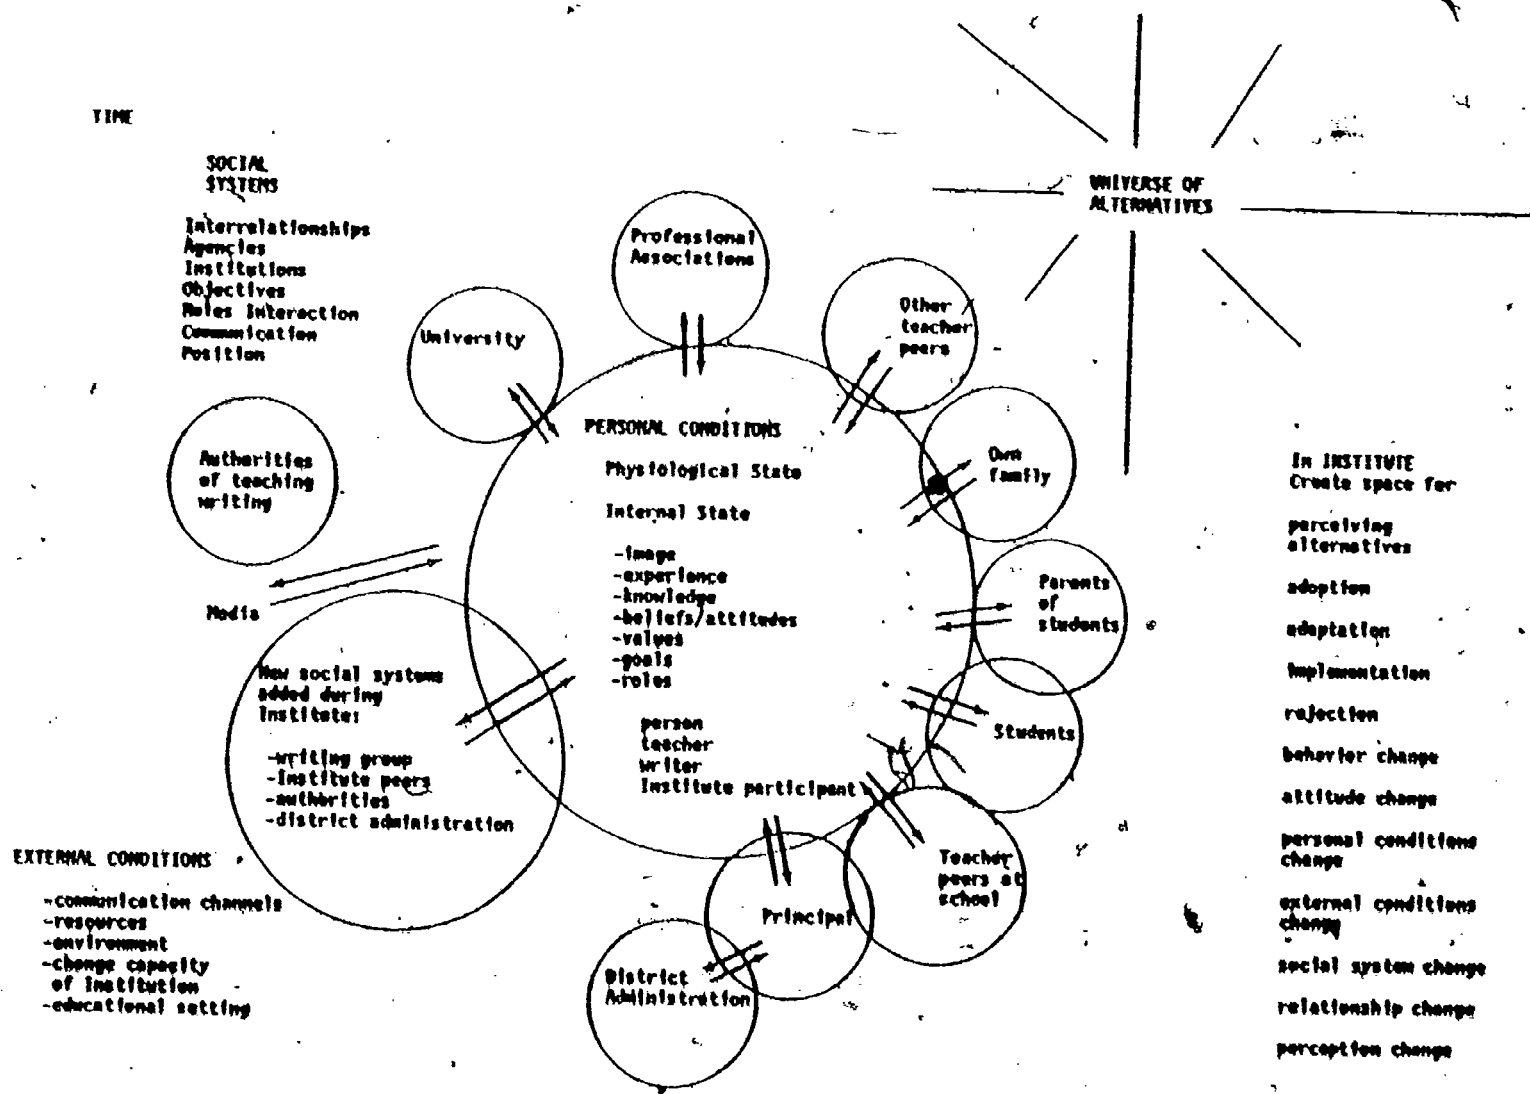 TIME
SOCIAL
SYSTEMS
Interrelationships
Agencies
Institutions
Objectives
Roles Interaction
Communication
Position
UNIVERSE OF
ALTERNATIVES
Professional
Associations
Other
teacher
peers
University
Own
family
Authorities
of teaching
writing
Media
PERSONAL CONDITIONS
Physiological State
Internal State
-image
-experience
-knowledge
-beliefs/attitudes
-values
-goals
-roles
person
teacher
writer
Institute participant
Parents
of
students
Students
Teacher
peers at
school
Principal
District
Administration
New social systems
added during
Institute:
-writing group
-Institute peers
-authorities
-district administration
EXTERNAL CONDITIONS
-communication channels
-resources
-environment
-change capacity
of institution
-educational setting
In INSTITUTE
Create space for
perceiving
alternatives
adoption
adaptation
implementation
rejection
behavior change
attitude change
personal conditions
change
external conditions
change
social system change
relationship change
perception change